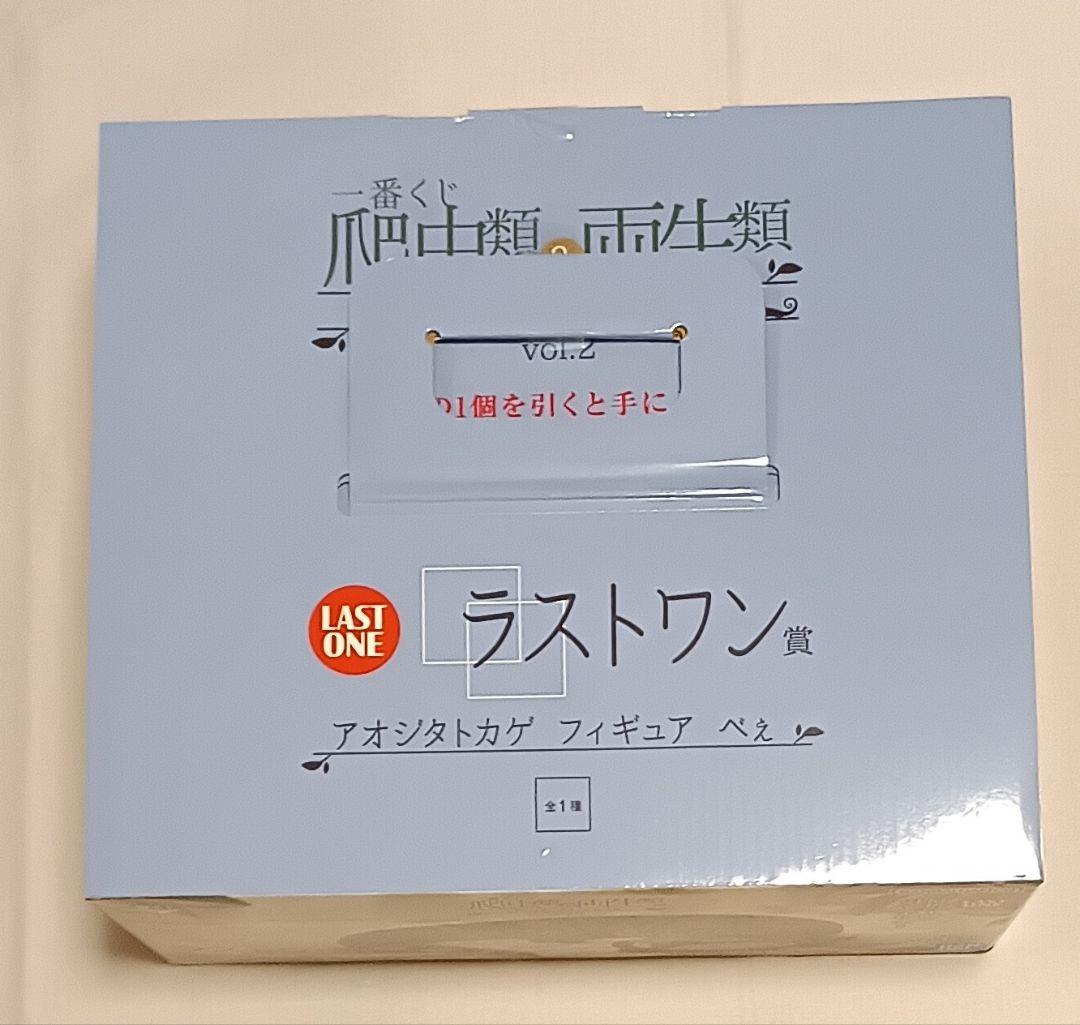 一番くじ
爬虫類 両生類
vol.2
の1個を引くと手に
LAST
ONE
ラストワン賞
アオジタトカゲ フィギュア べぇ
全1種